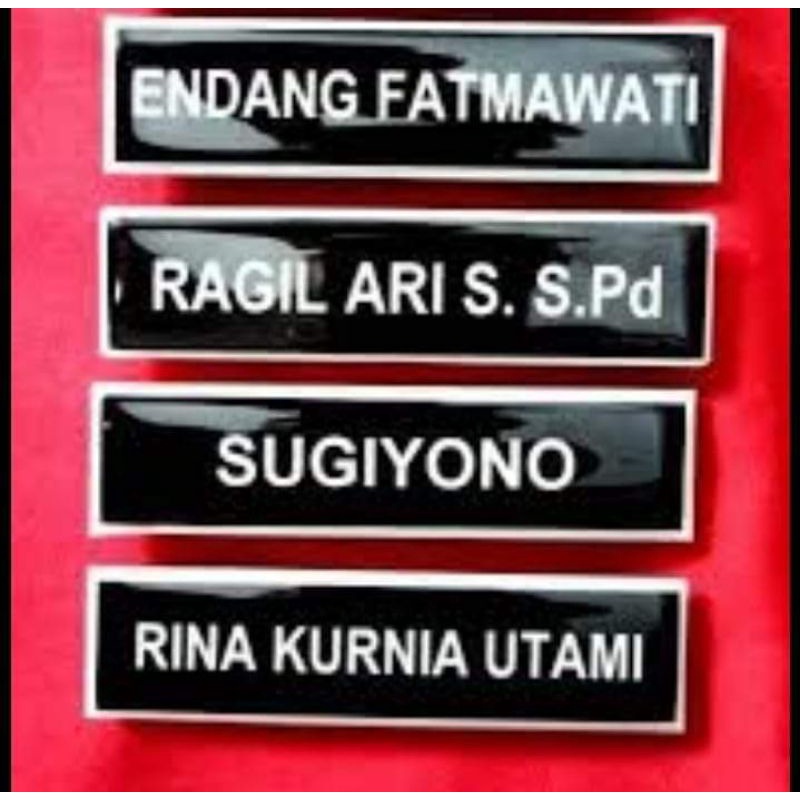 ENDANG FATMAWATI
RAGIL ARI S. S.Pd
SUGIYONO
RINA KURNIA UTAMI